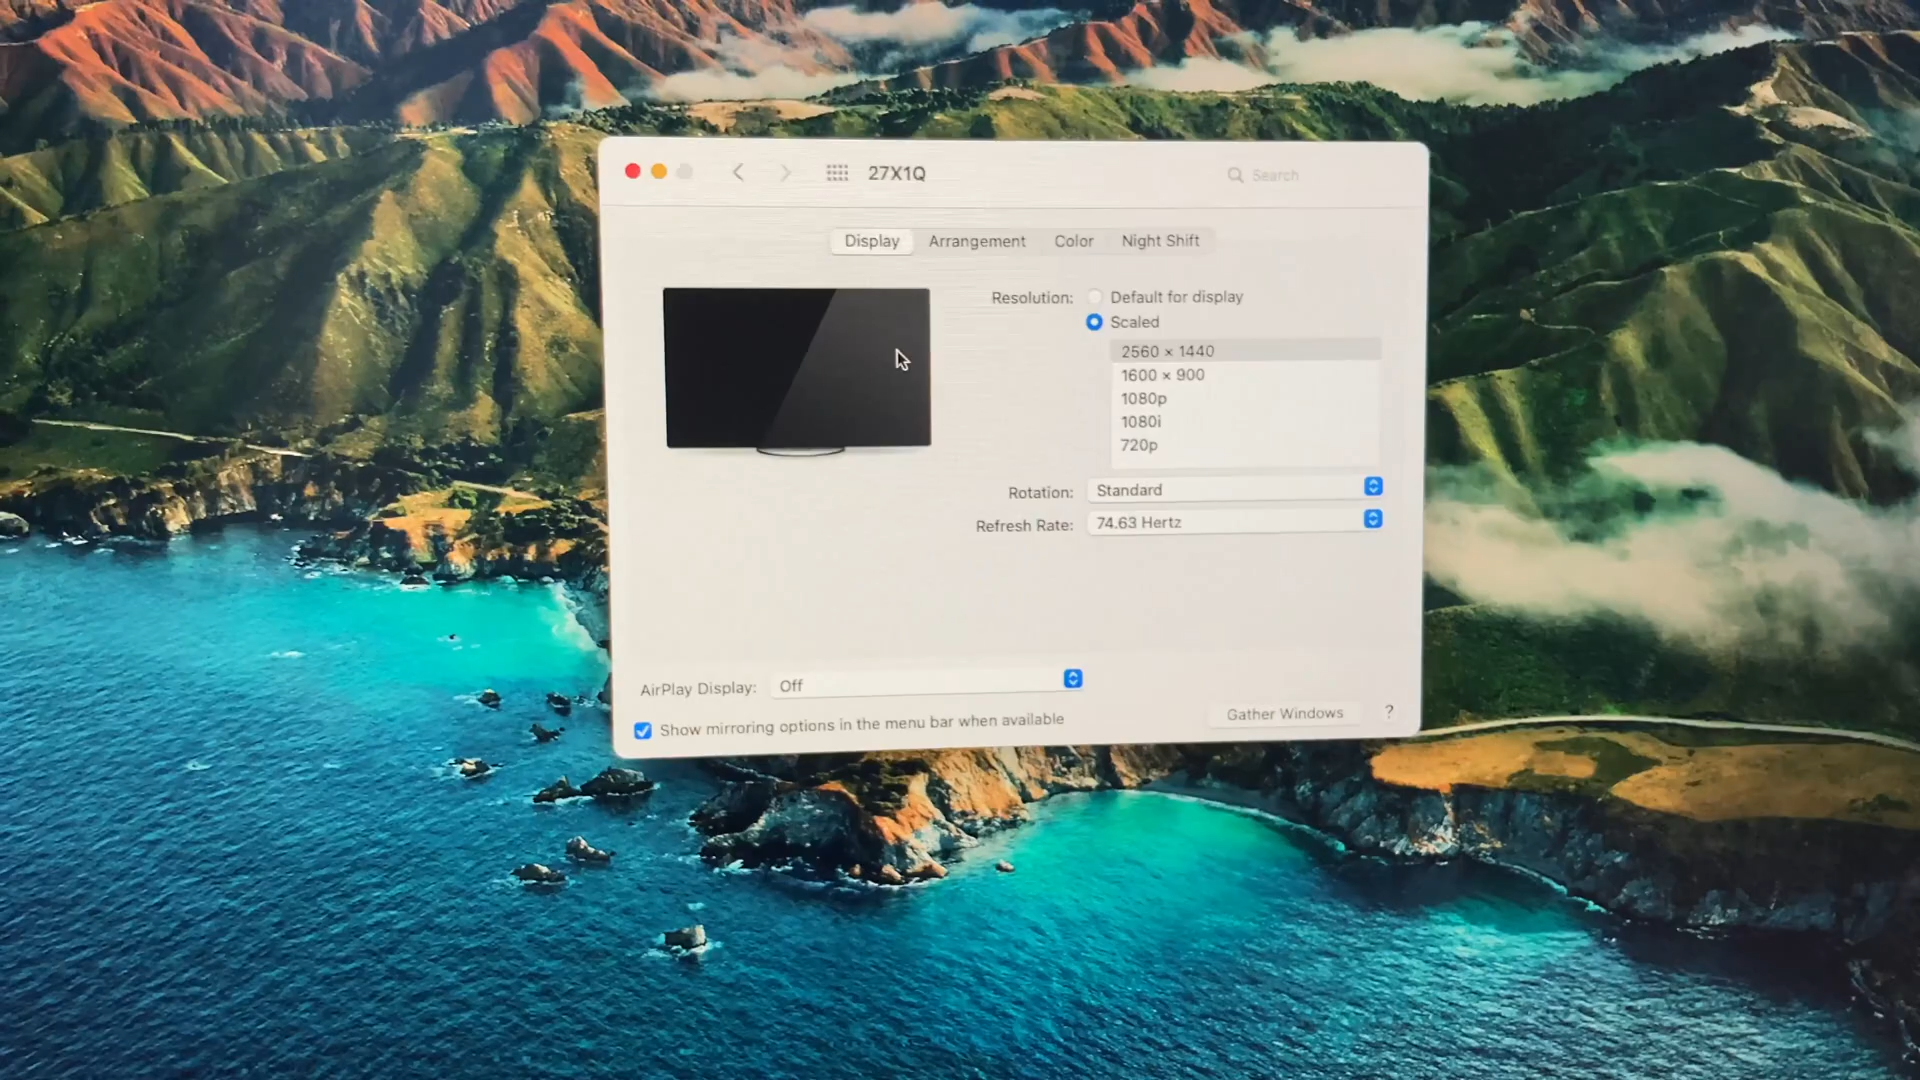 27X1Q
Search
Display Arrangement Color Night Shift
Resolution: Default for display
Scaled
2560 × 1440
1600 × 900
1080p
1080i
720p
Rotation: Standard
Refresh Rate: 74.63 Hertz
AirPlay Display: Off
Show mirroring options in the menu bar when available
Gather Windows ?